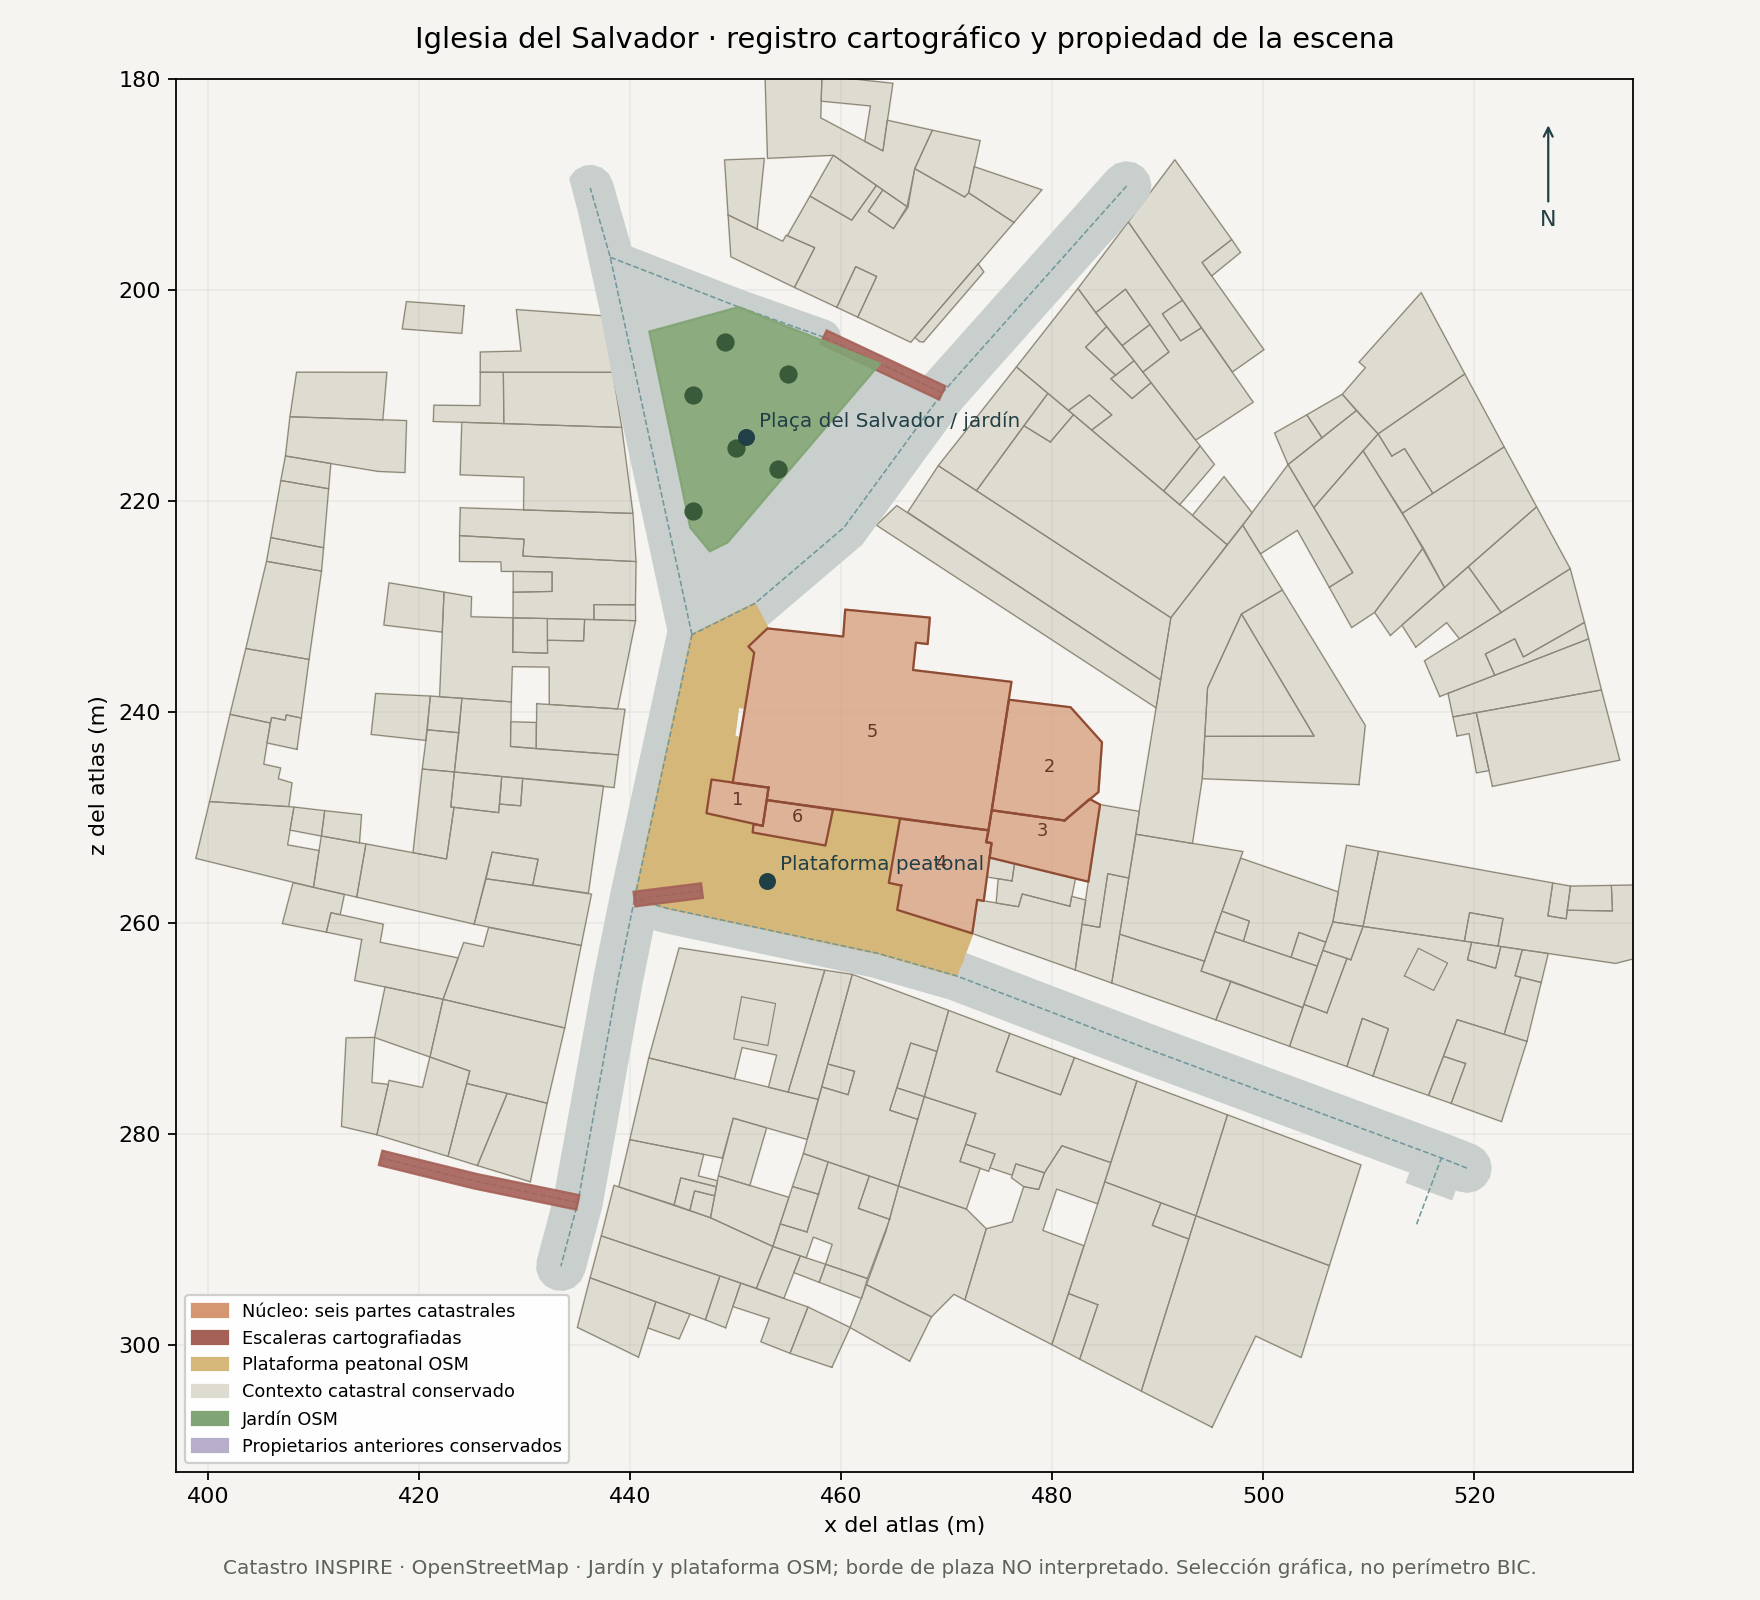 Iglesia del Salvador · registro cartográfico y propiedad de la escena
180
200
220
240
260
280
300
z del atlas (m)
N
Plaça del Salvador / jardín
5
2
1
6
3
4
Plataforma peatonal
Núcleo: seis partes catastrales
Escaleras cartografiadas
Plataforma peatonal OSM
Contexto catastral conservado
Jardín OSM
Propietarios anteriores conservados
400 420 440 460 480 500 520
x del atlas (m)
Catastro INSPIRE · OpenStreetMap · Jardín y plataforma OSM; borde de plaza NO interpretado. Selección gráfica, no perímetro BIC.